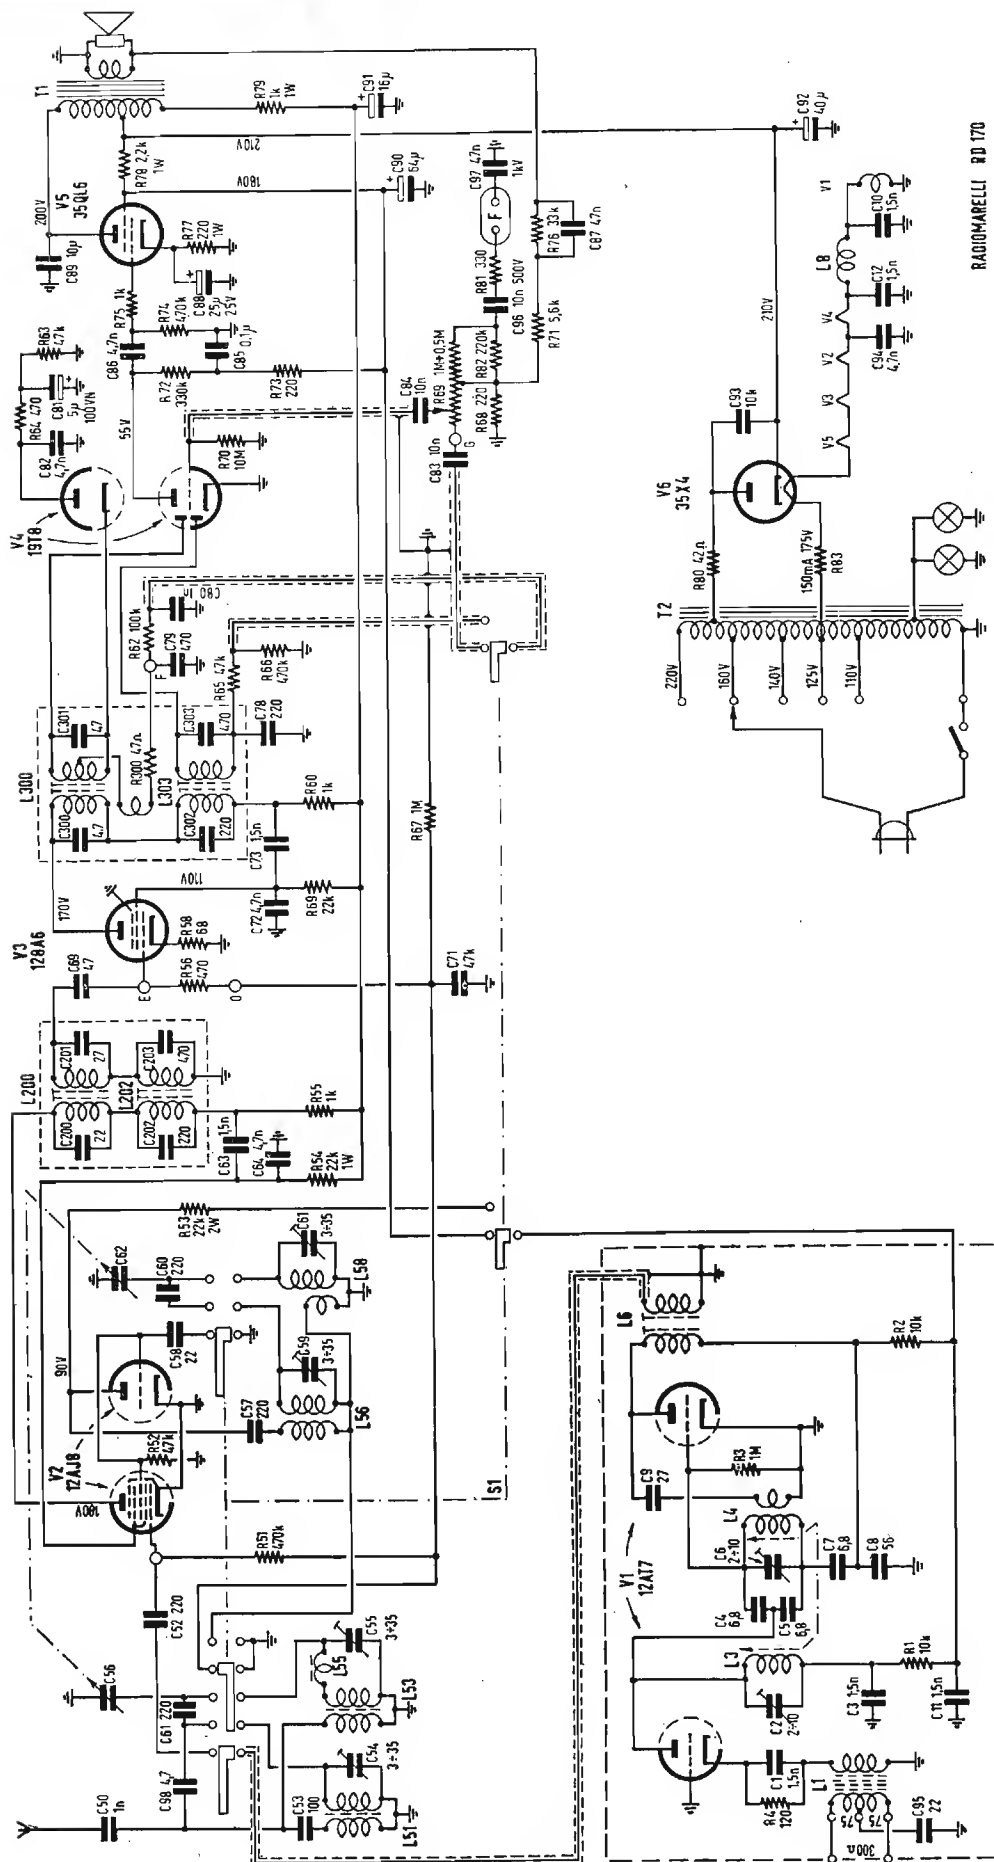 T1
R79
1k
1W
C91
16µ
V5
35QL6
200V
C89 10µ
R78 2,2k
1W
210V
180V
C90
64µ
R77
220
1W
C88
25µ
25V
R75
1k
R74
470k
C86 4,7n
C85
0,1µ
R72
330k
R73
220
R63
47k
R64 470
C81
5µ
100VN
C82
4,7n
55V
V4
19T8
R70
10M
C84
10n
R69 1M+0,5M
R68 220
R82 220k
C96 10n 500V
R81 330
F
C97 47n
1kV
R76 33k
C87 47n
R71 5,6k
C83 10n
G
C92
40µ
L300
C300
4,7
C301
47
R300 47Ω
L303
C302
220
C303
470
R62 100k
C80 1n
C79
470
F
R65 47k
R66
470k
C78
220
R60
1k
C73
1,5n
C72 4,7n
R69
22k
110V
170V
V3
12BA6
R67 1M
C69
47
R58
68
R56
470
E
C71
47k
L200
C200
22
C201
27
L202
C202
220
C203
470
C63
1,5n
C64 4,7n
R55
1k
R54
22k
1W
R53
22k
2W
C62
C60
220
C61
3÷35
L58
C58
22
C59
3÷35
L56
C57
220
90V
V2
12AJ8
R52
47k
R51
470k
C52 220
S1
C56
C61
220
C98 4,7
C50
1n
C55
3÷35
L55
L53
C54
3÷35
C53
100
L51
V6
35X4
R80 42Ω
150mA 175V
R83
C93
10k
210V
V5
V3
V2
V4
C94
4,7n
C12
1,5n
L8
C10
1,5n
V1
T2
220V
160V
140V
125V
110V
RADIOMARELLI RD 170
L6
R2
10k
C9
27
R3
1M
L4
C6
2÷10
C4
6,8
C5
6,8
C7
6,8
C8
56
V1
12AT7
L3
C2
2÷10
R1
10k
C3 1,5n
C11 1,5n
C1
1,5n
R4
120
L1
75
75
300Ω
C95
22